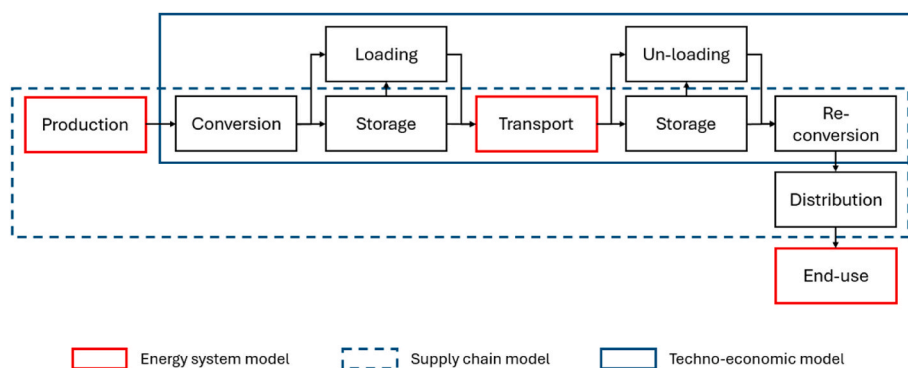 Loading
Un-loading
Production
Conversion
Storage
Transport
Storage
Re-
conversion
Distribution
End-use
Energy system model
Supply chain model
Techno-economic model